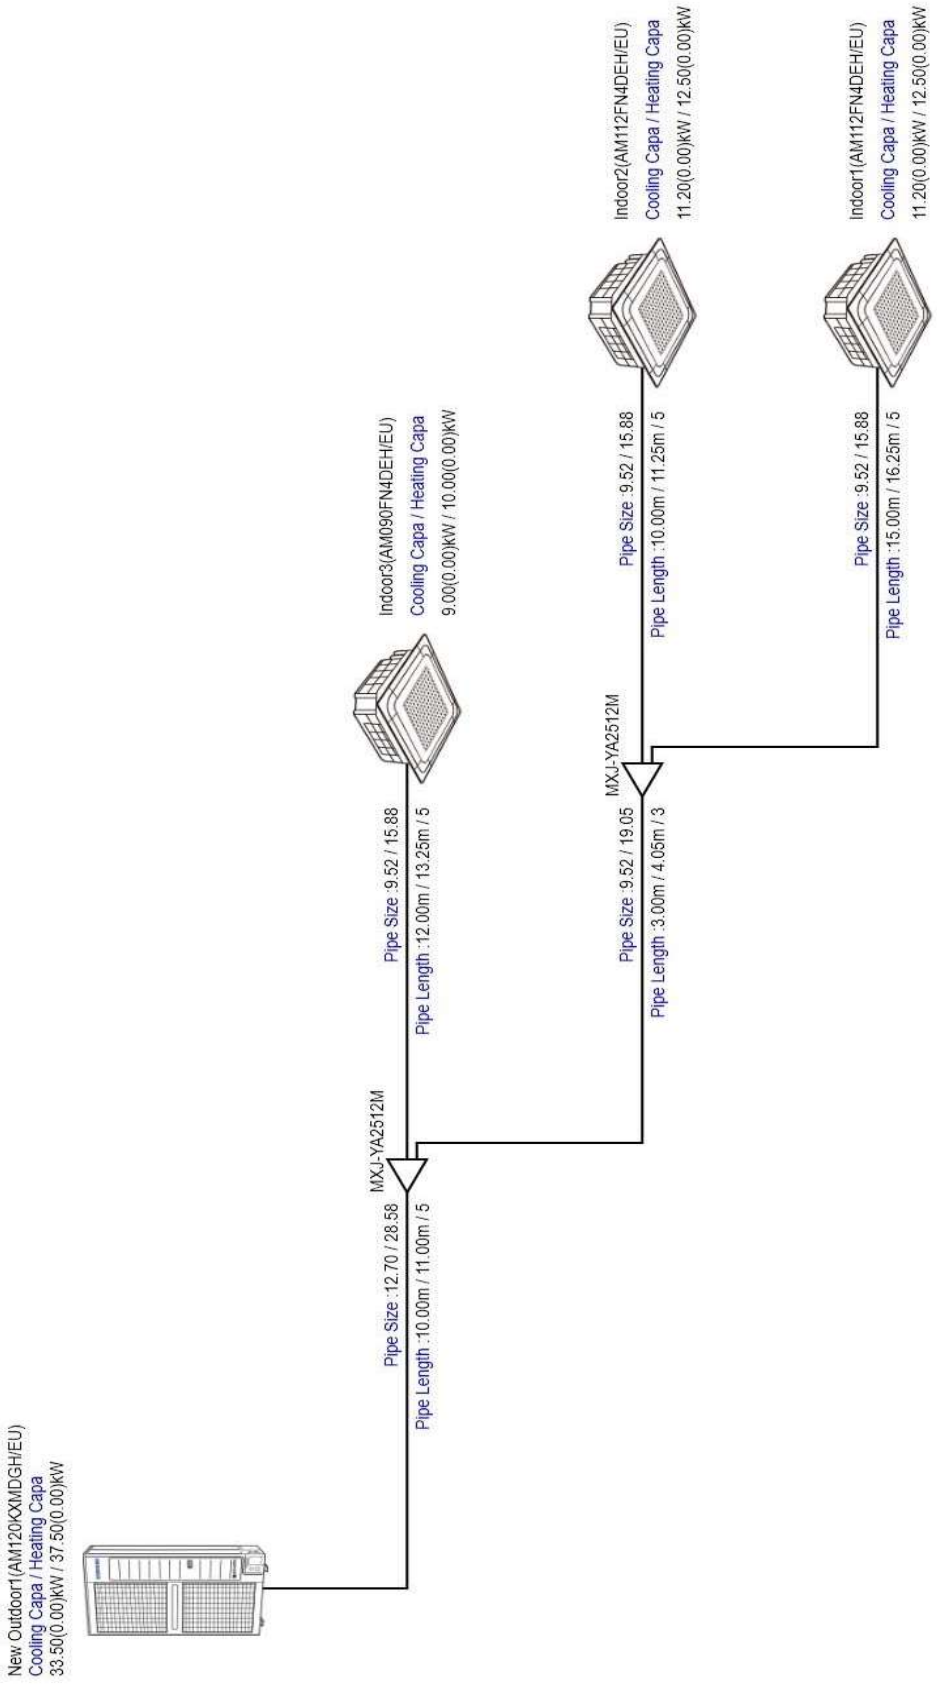 New Outdoor1(AM120KXMDGH/EU)
Cooling Capa / Heating Capa
33.50(0.00)kW / 37.50(0.00)kW
MXJ-YA2512M
Pipe Size :12.70 / 28.58
Pipe Length :10.00m / 11.00m / 5
Indoor3(AM090FN4DEH/EU)
Cooling Capa / Heating Capa
9.00(0.00)kW / 10.00(0.00)kW
Pipe Size :9.52 / 15.88
Pipe Length :12.00m / 13.25m / 5
MXJ-YA2512M
Pipe Size :9.52 / 19.05
Pipe Length :3.00m / 4.05m / 3
Indoor2(AM112FN4DEH/EU)
Cooling Capa / Heating Capa
11.20(0.00)kW / 12.50(0.00)kW
Pipe Size :9.52 / 15.88
Pipe Length :10.00m / 11.25m / 5
Indoor1(AM112FN4DEH/EU)
Cooling Capa / Heating Capa
11.20(0.00)kW / 12.50(0.00)kW
Pipe Size :9.52 / 15.88
Pipe Length :15.00m / 16.25m / 5